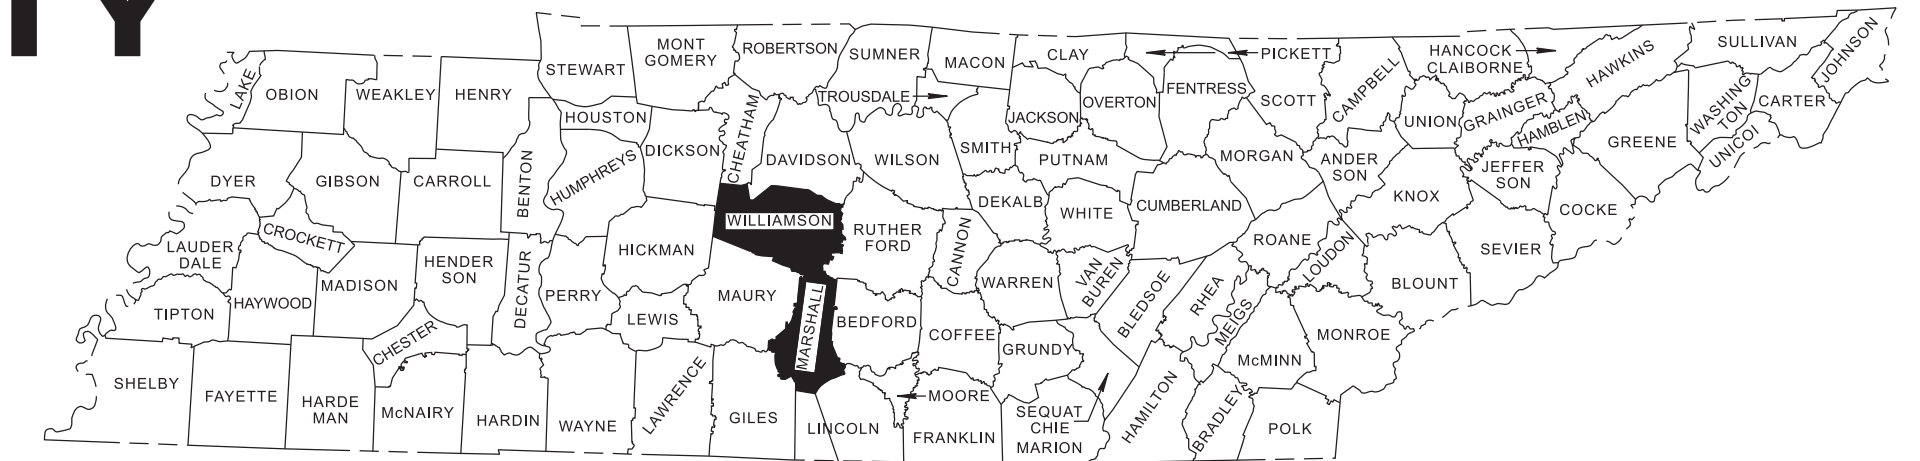 TY
LAKE
OBION
WEAKLEY
HENRY
STEWART
MONT
GOMERY
ROBERTSON
SUMNER
MACON
CLAY
PICKETT
HANCOCK
CLAIBORNE
HAWKINS
SULLIVAN
JOHNSON
TROUSDALE
HOUSTON
CHEATHAM
JACKSON
OVERTON
FENTRESS
SCOTT
CAMPBELL
UNION
GRAINGER
HAMBLEN
WASHING
TON
CARTER
UNICOI
GREENE
DYER
GIBSON
CARROLL
BENTON
HUMPHREYS
DICKSON
DAVIDSON
WILSON
SMITH
PUTNAM
MORGAN
ANDER
SON
KNOX
JEFFER
SON
COCKE
DEKALB
WHITE
CUMBERLAND
WILLIAMSON
RUTHER
FORD
CANNON
ROANE
LOUDON
BLOUNT
SEVIER
LAUDER
DALE
CROCKETT
HAYWOOD
MADISON
HENDER
SON
DECATUR
PERRY
HICKMAN
LEWIS
MAURY
MARSHALL
BEDFORD
COFFEE
WARREN
VAN
BUREN
BLEDSOE
RHEA
MEIGS
McMINN
MONROE
TIPTON
CHESTER
GRUNDY
SHELBY
FAYETTE
HARDE
MAN
McNAIRY
HARDIN
WAYNE
LAWRENCE
GILES
LINCOLN
MOORE
FRANKLIN
SEQUAT
CHIE
MARION
HAMILTON
BRADLEY
POLK